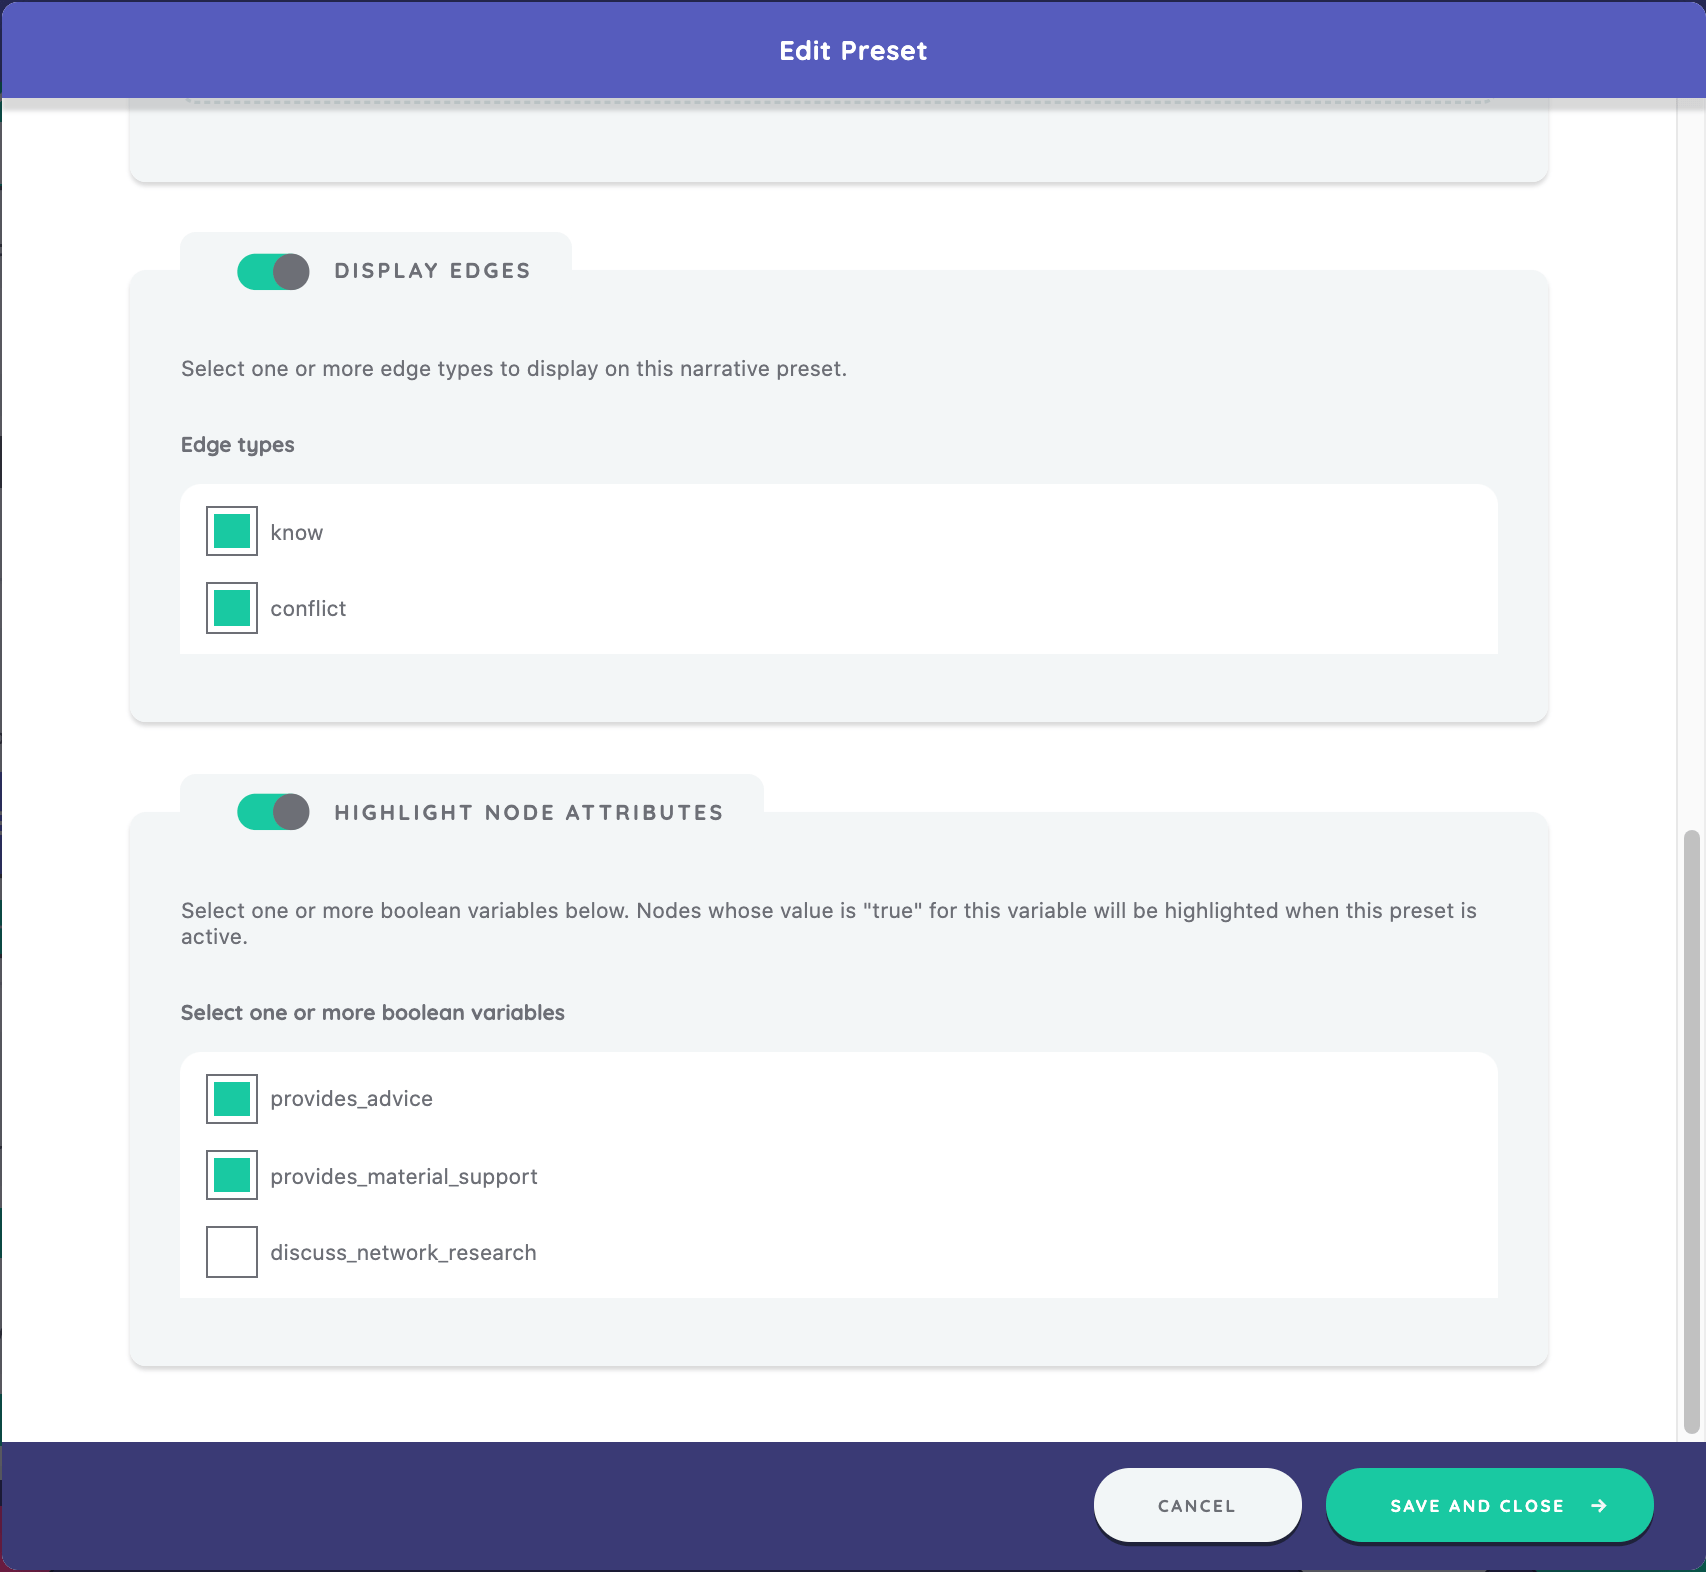 Edit Preset
DISPLAY EDGES
Select one or more edge types to display on this narrative preset.
Edge types
know
conflict
HIGHLIGHT NODE ATTRIBUTES
Select one or more boolean variables below. Nodes whose value is "true" for this variable will be highlighted when this preset is
active.
Select one or more boolean variables
provides_advice
provides_material_support
discuss_network_research
CANCEL
SAVE AND CLOSE